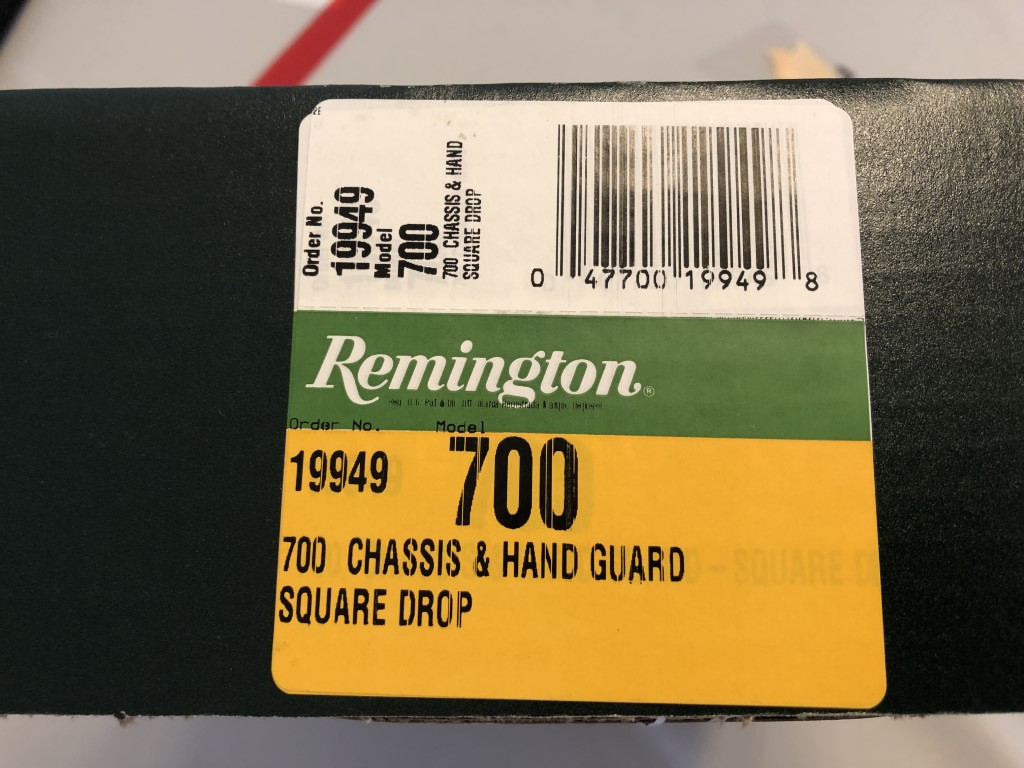 Order No.
19949
Model
700
700 CHASSIS & HAND
SQUARE DROP
0 47700 19949 8
Remington®
Order No. Model
19949 700
700 CHASSIS & HAND GUARD
SQUARE DROP